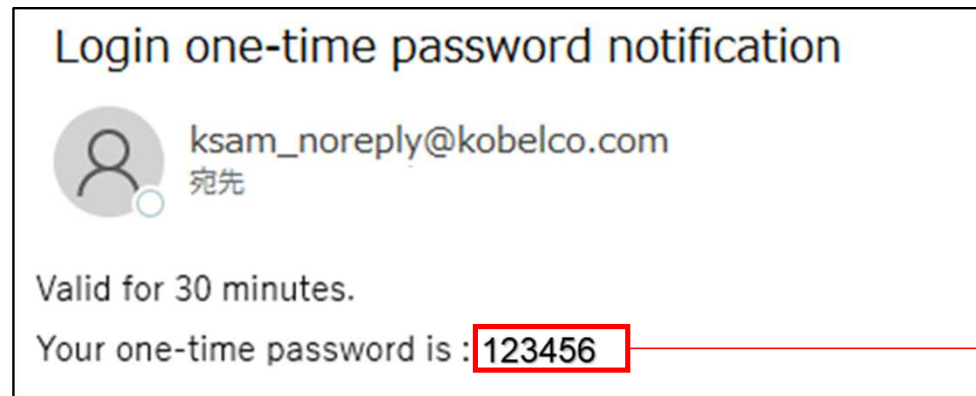 Login one-time password notification
ksam_noreply@kobelco.com
宛先
Valid for 30 minutes.
Your one-time password is : 123456